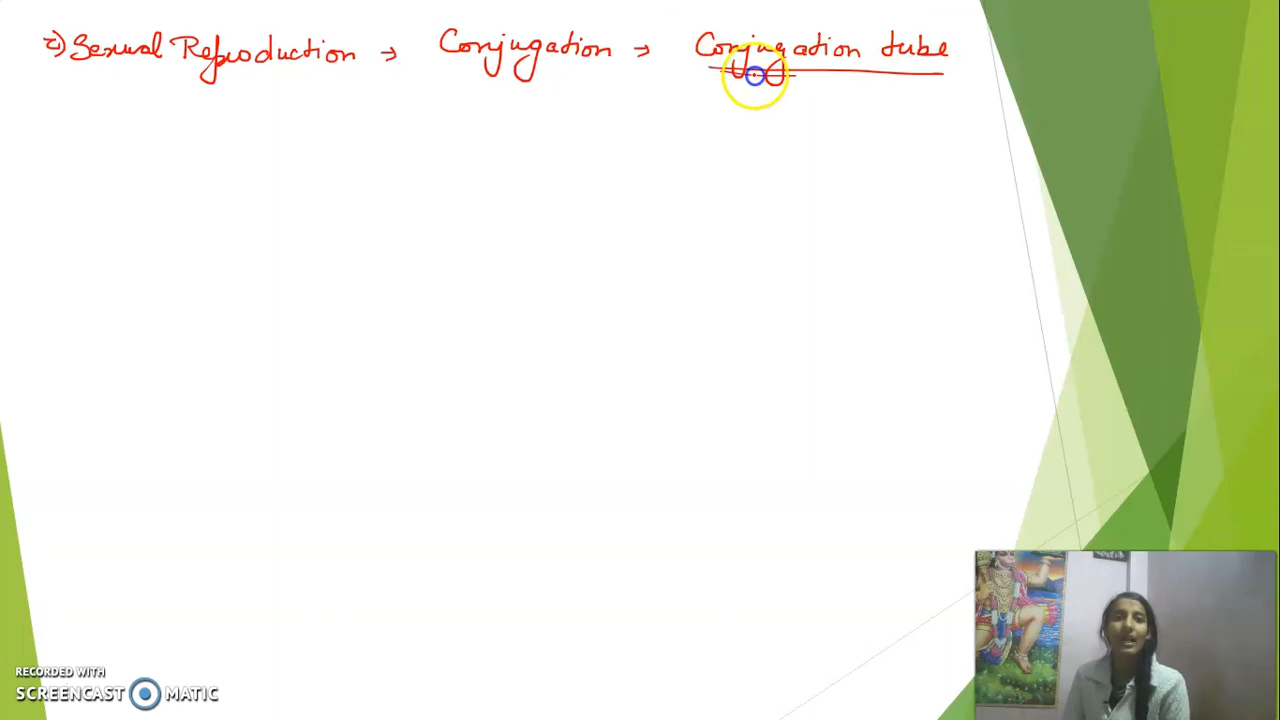 ⇒) Sexual Reproduction → Conjugation → Conjugation tube
RECORDED WITH
SCREENCAST MATIC